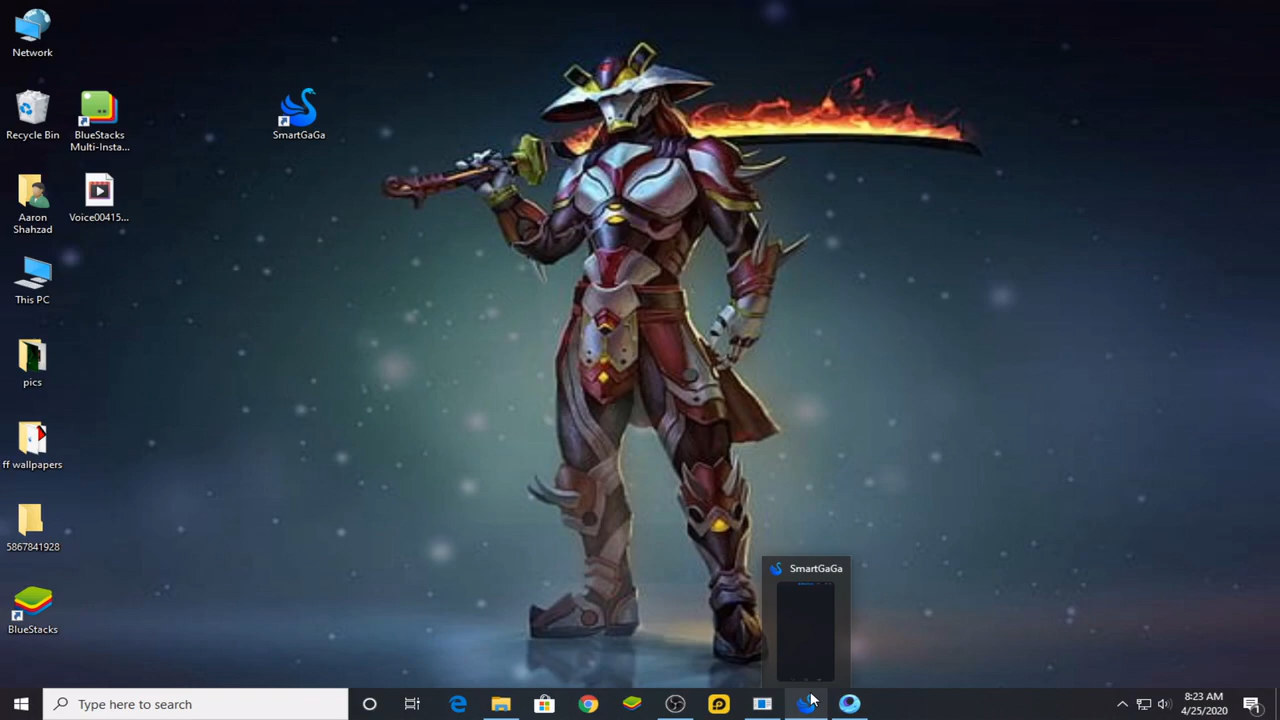 Network
Recycle Bin
BlueStacks
Multi-Insta...
SmartGaGa
Aaron
Shahzad
Voice00415...
This PC
pics
ff wallpapers
5867841928
BlueStacks
SmartGaGa
Type here to search
8:23 AM
4/25/2020
1